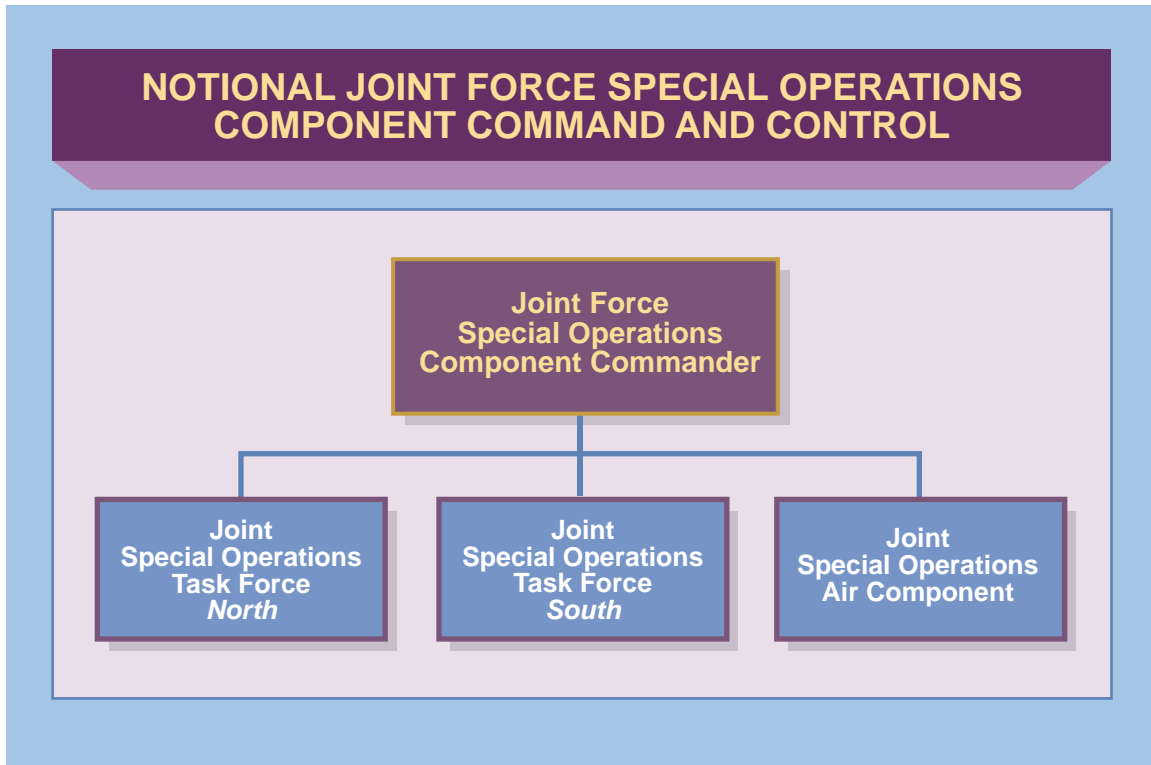 NOTIONAL JOINT FORCE SPECIAL OPERATIONS
COMPONENT COMMAND AND CONTROL
Joint Force
Special Operations
Component Commander
Joint
Special Operations
Task Force
North
Joint
Special Operations
Task Force
South
Joint
Special Operations
Air Component